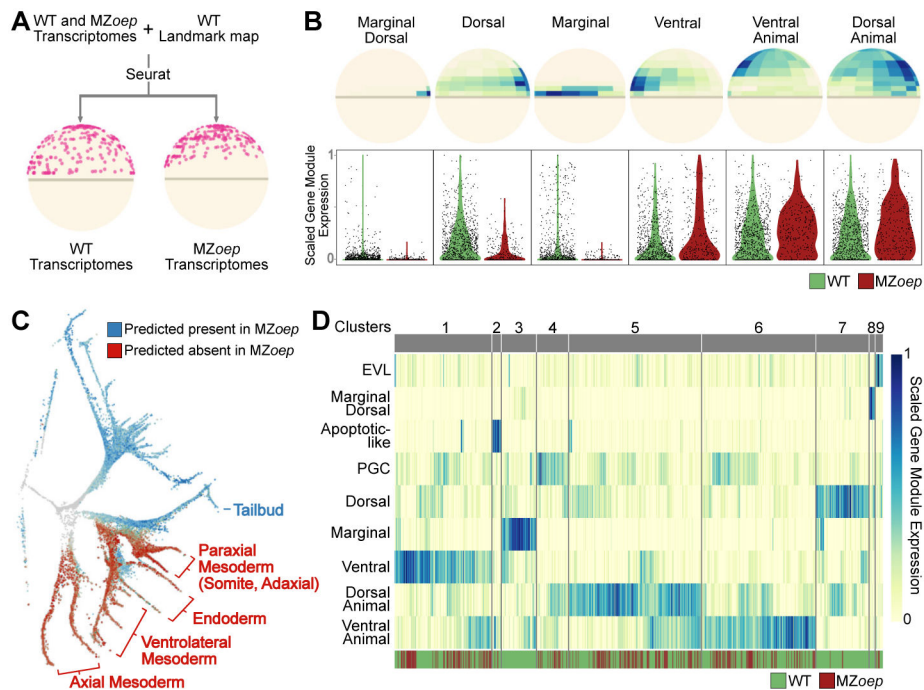 A
WT and MZoep
Transcriptomes
+
WT
Landmark map
Seurat
WT
Transcriptomes
MZoep
Transcriptomes
B
Marginal
Dorsal
Dorsal
Marginal
Ventral
Ventral
Animal
Dorsal
Animal
Scaled Gene Module
Expression
1
0
WT
MZoep
C
Predicted present in MZoep
Predicted absent in MZoep
Tailbud
Paraxial
Mesoderm
(Somite, Adaxial)
Endoderm
Ventrolateral
Mesoderm
Axial Mesoderm
D
Clusters
1 2 3 4 5 6 7 8 9
EVL
Marginal
Dorsal
Apoptotic-
like
PGC
Dorsal
Marginal
Ventral
Dorsal
Animal
Ventral
Animal
1
Scaled Gene Module Expression
0
WT
MZoep